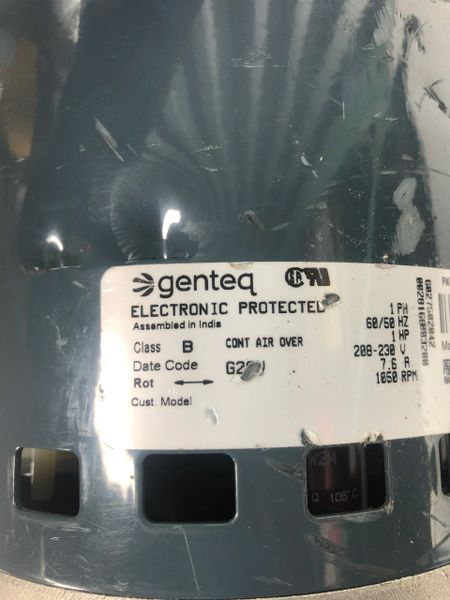 genteq
ELECTRONIC PROTECTED
Assembled in India
Class B CONT AIR OVER
Date Code
Rot
Cust. Model
1 PH
60/50 HZ
1 HP
208-230 V
7.6 A
1050 RPM
Q 105°C